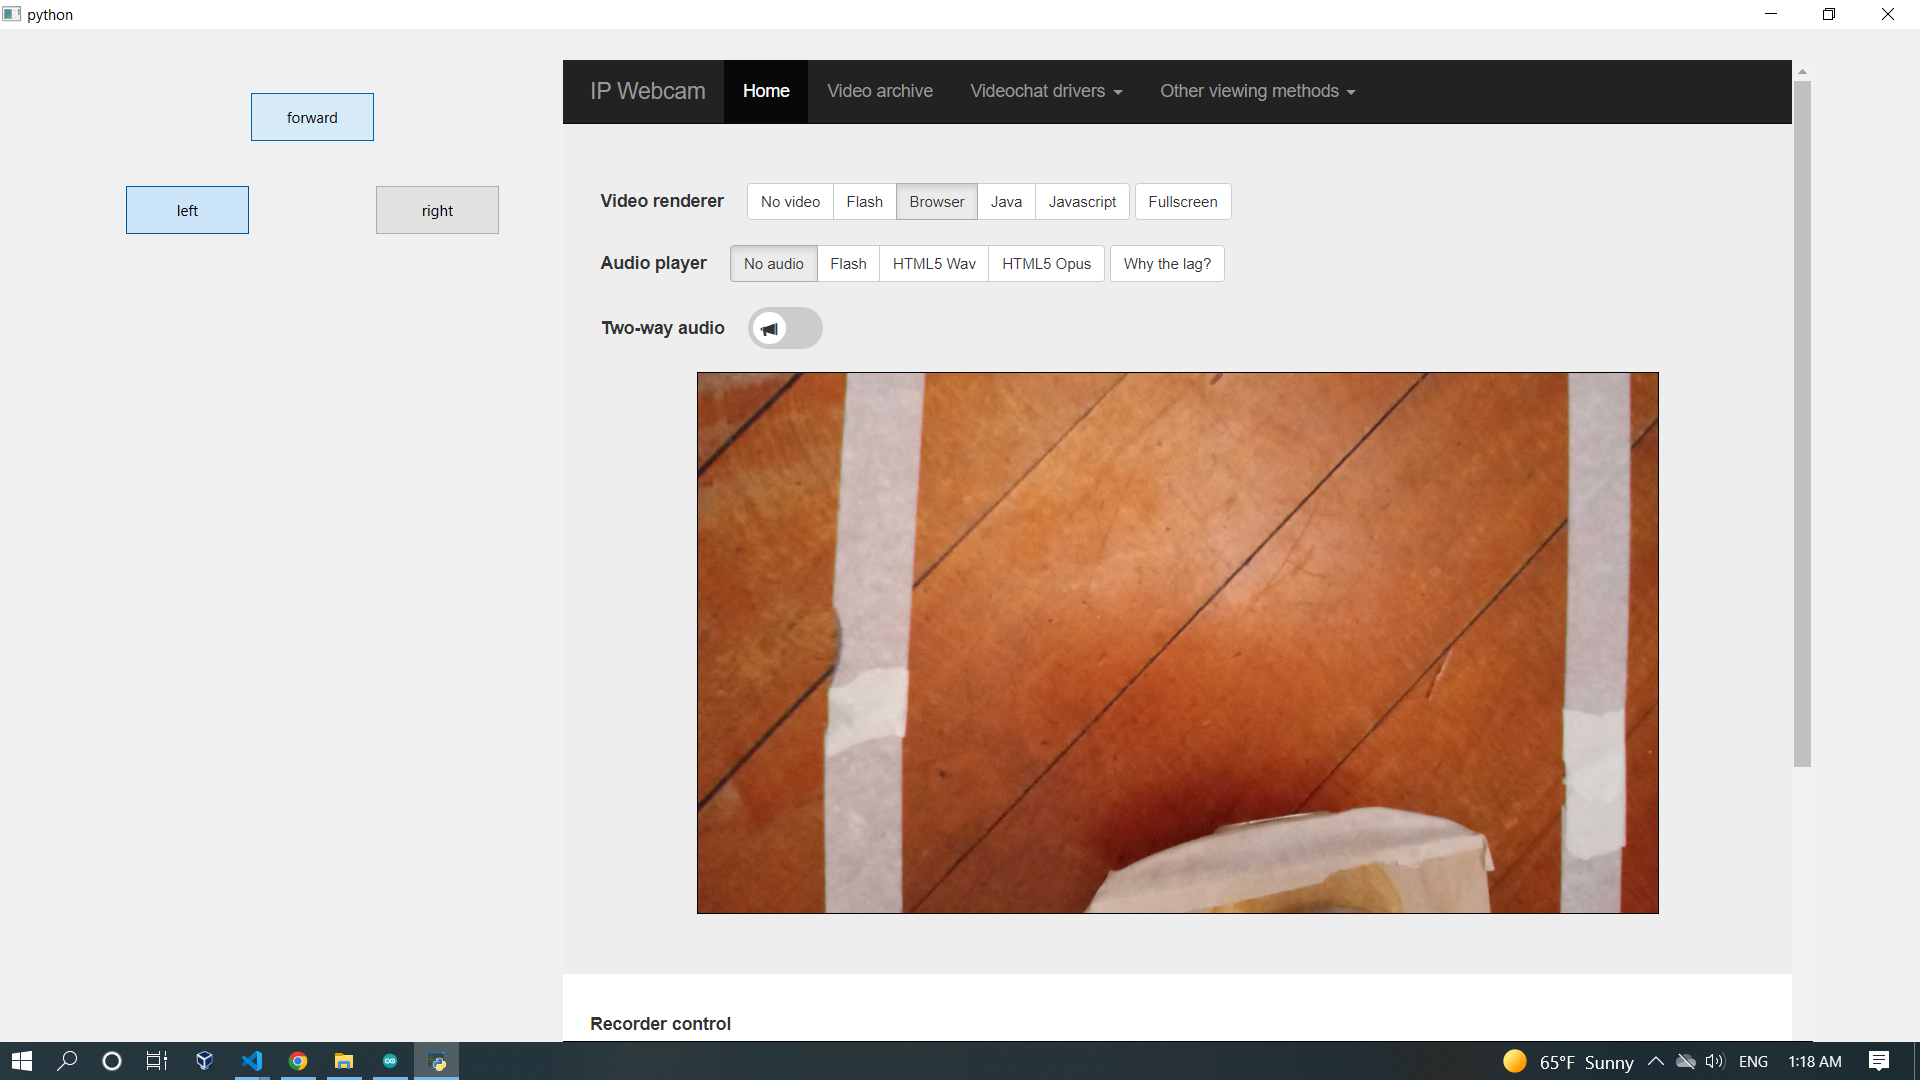 python
forward
left
right
IP Webcam Home Video archive Videochat drivers Other viewing methods
Video renderer No video Flash Browser Java Javascript Fullscreen
Audio player No audio Flash HTML5 Wav HTML5 Opus Why the lag?
Two-way audio
Recorder control
65°F Sunny ENG 1:18 AM